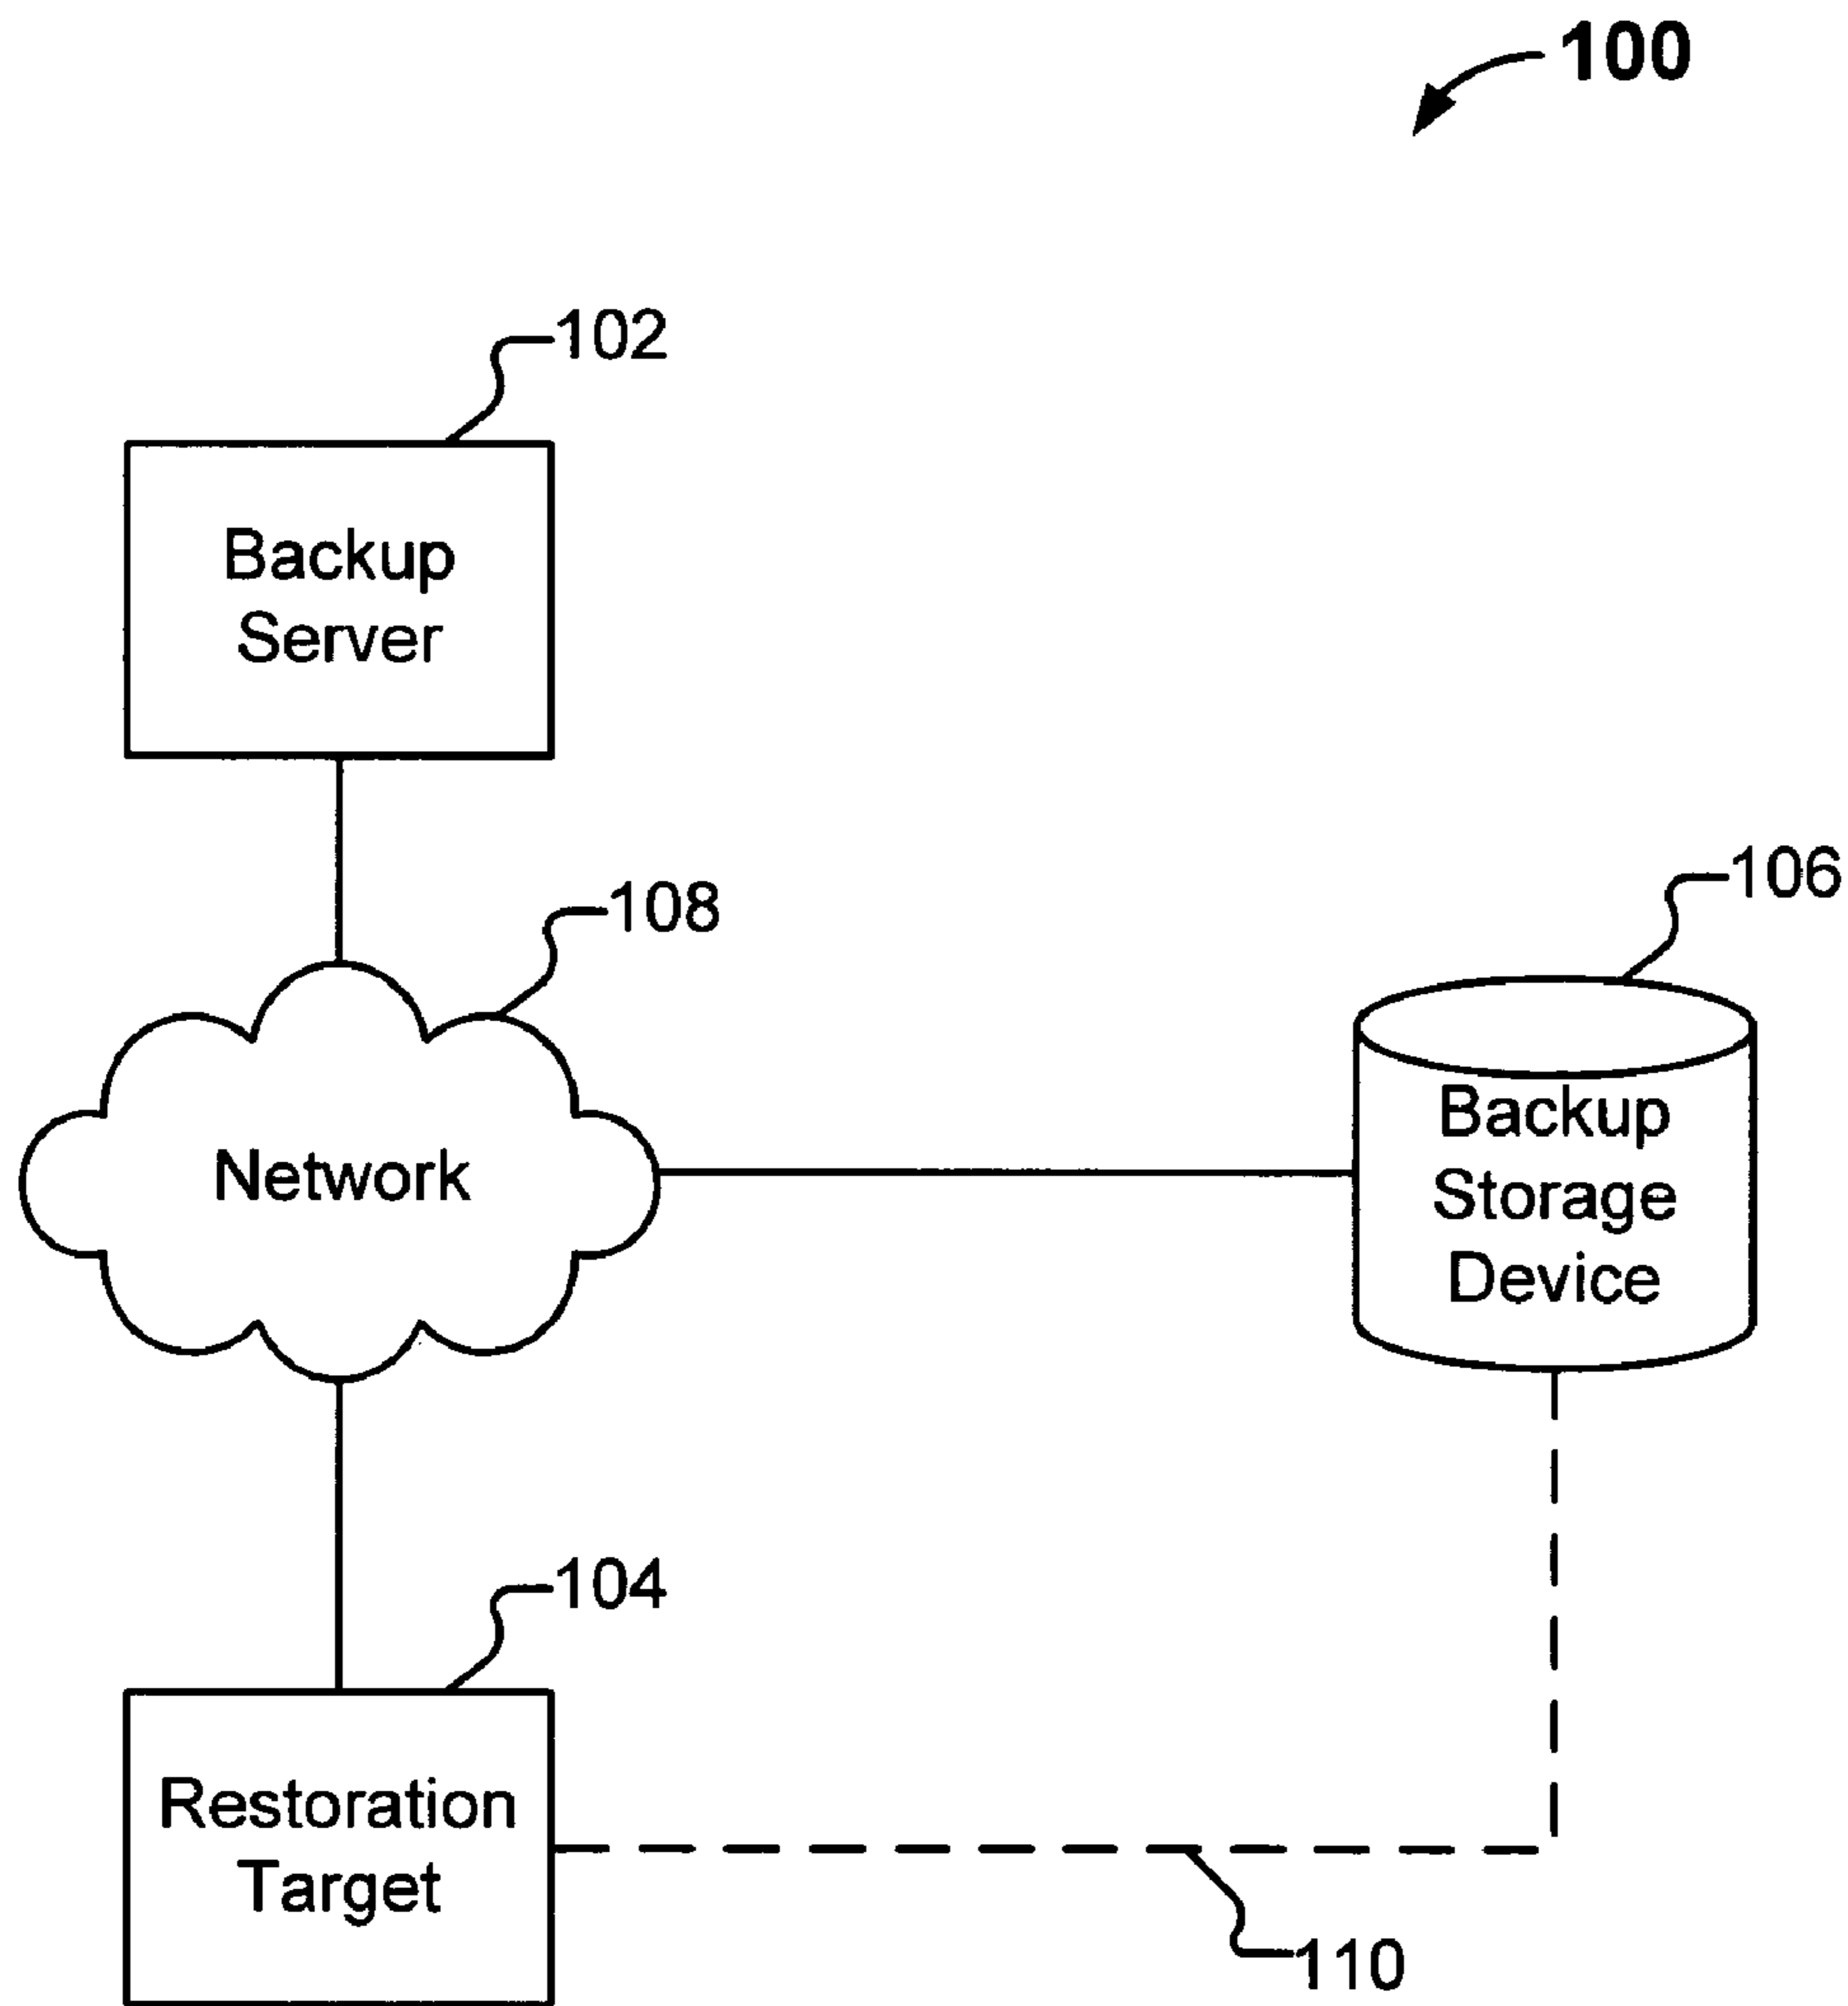 100
102
Backup
Server
108
106
Network
Backup
Storage
Device
104
Restoration
Target
110